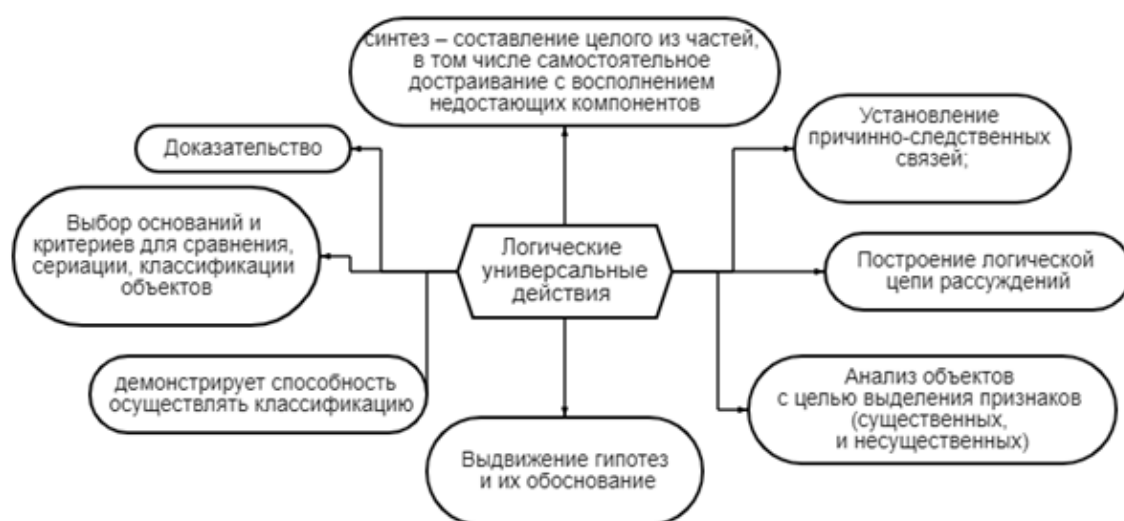 синтез – составление целого из частей,
в том числе самостоятельное
достраивание с восполнением
недостающих компонентов
Доказательство
Установление
причинно-следственных
связей;
Выбор оснований и
критериев для сравнения,
сериации, классификации
объектов
Логические
универсальные
действия
Построение логической
цепи рассуждений
демонстрирует способность
осуществлять классификацию
Анализ объектов
с целью выделения признаков
(существенных,
и несущественных)
Выдвижение гипотез
и их обоснование